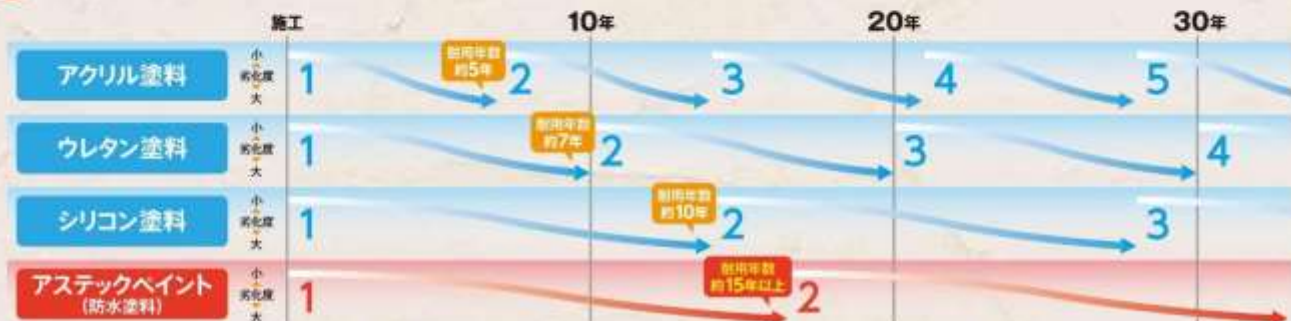 施工 10年 20年 30年
アクリル塗料
小
劣化度
大
1
耐用年数
約5年
2 3 4 5
ウレタン塗料
小
劣化度
大
1
耐用年数
約7年
2 3 4
シリコン塗料
小
劣化度
大
1
耐用年数
約10年
2 3
アステックペイント
(防水塗料)
小
劣化度
大
1
耐用年数
約15年以上
2